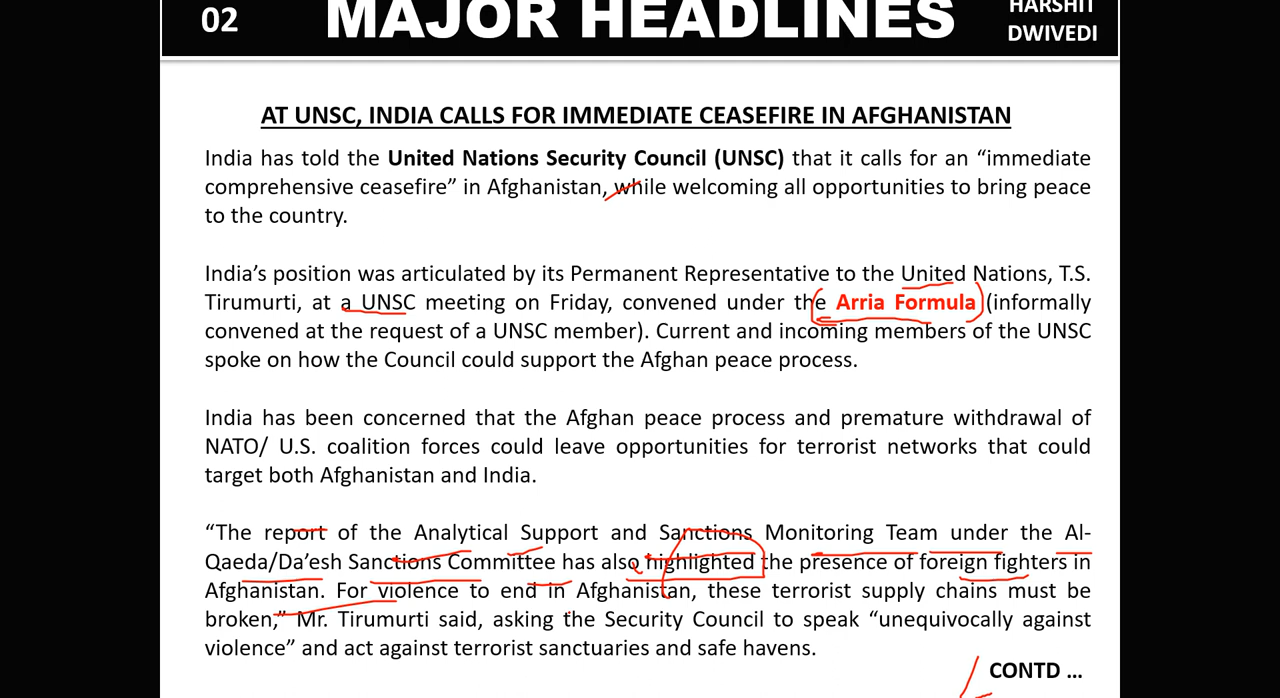 02
MAJOR HEADLINES
HARSHIT
DWIVEDI
AT UNSC, INDIA CALLS FOR IMMEDIATE CEASEFIRE IN AFGHANISTAN
India has told the United Nations Security Council (UNSC) that it calls for an “immediate
comprehensive ceasefire” in Afghanistan, while welcoming all opportunities to bring peace
to the country.
India’s position was articulated by its Permanent Representative to the United Nations, T.S.
Tirumurti, at a UNSC meeting on Friday, convened under the Arria Formula (informally
convened at the request of a UNSC member). Current and incoming members of the UNSC
spoke on how the Council could support the Afghan peace process.
India has been concerned that the Afghan peace process and premature withdrawal of
NATO/ U.S. coalition forces could leave opportunities for terrorist networks that could
target both Afghanistan and India.
“The report of the Analytical Support and Sanctions Monitoring Team under the Al-
Qaeda/Da’esh Sanctions Committee has also highlighted the presence of foreign fighters in
Afghanistan. For violence to end in Afghanistan, these terrorist supply chains must be
broken,” Mr. Tirumurti said, asking the Security Council to speak “unequivocally against
violence” and act against terrorist sanctuaries and safe havens.
CONTD ...